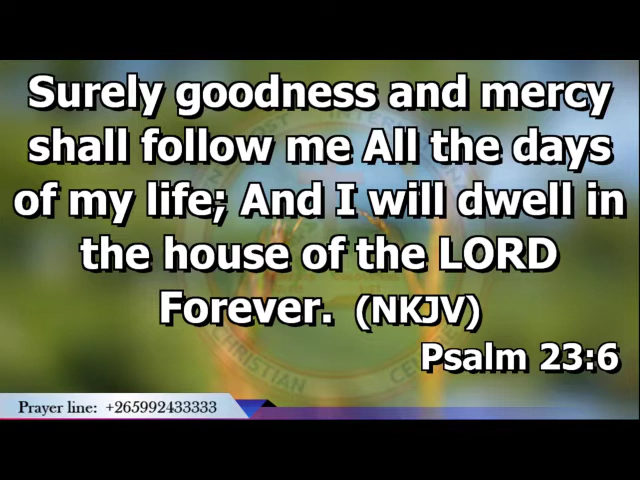 Surely goodness and mercy
shall follow me All the days
of my life; And I will dwell in
the house of the LORD
Forever. (NKJV)
Psalm 23:6
Prayer line: +265992433333
CHRISTIAN